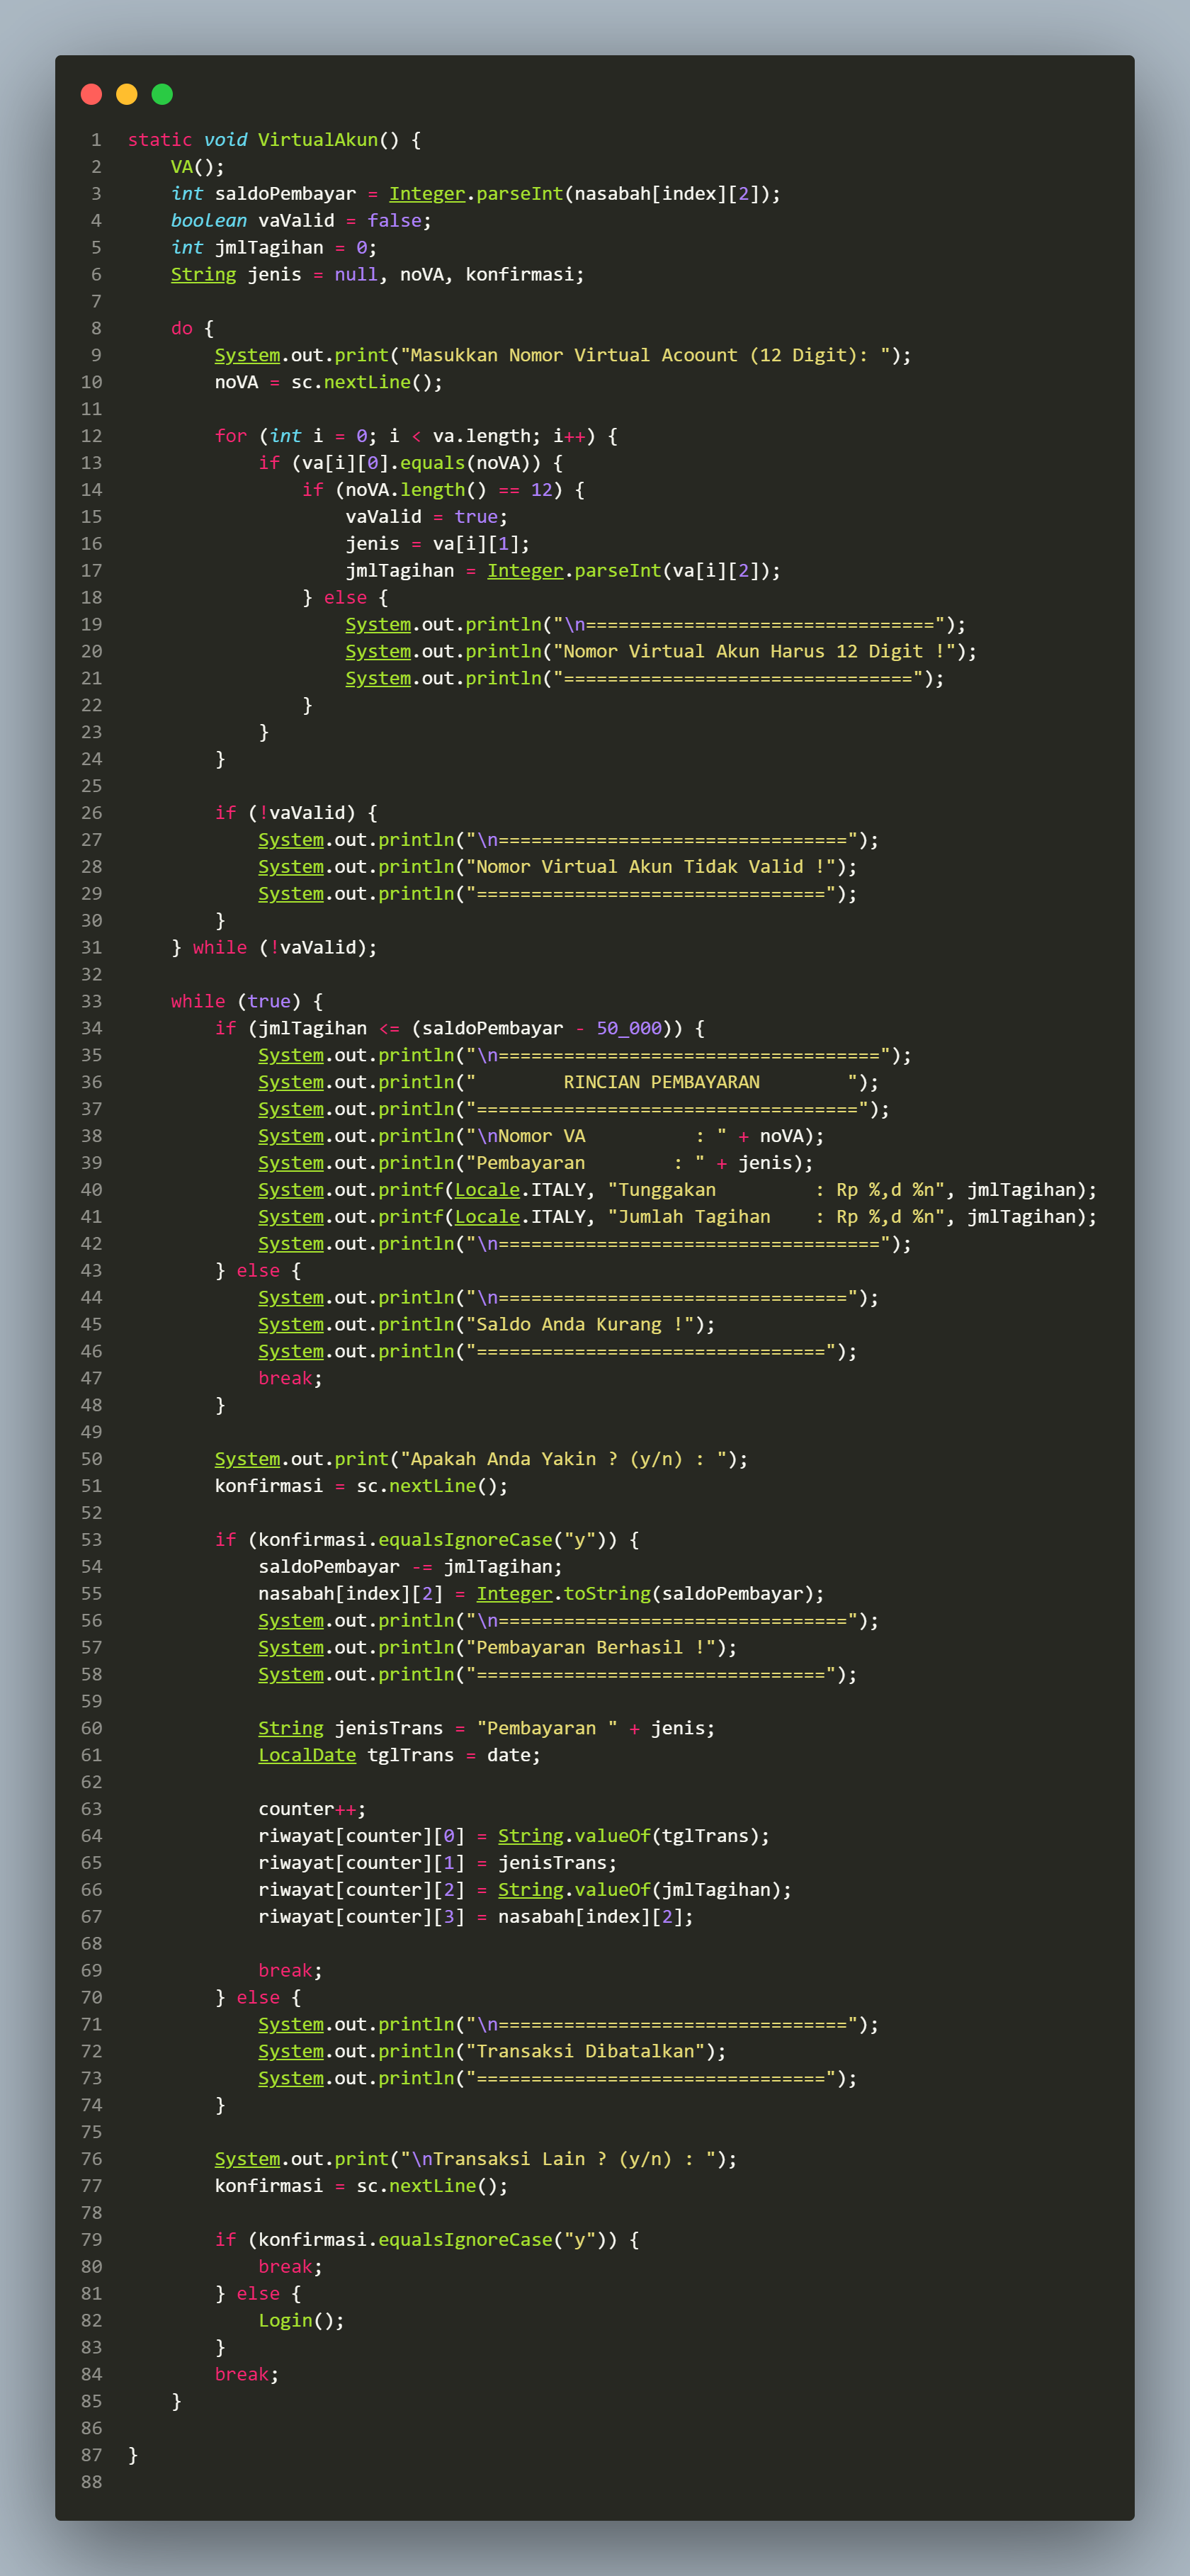 1 static void VirtualAkun() {
2     VA();
3     int saldoPembayar = Integer.parseInt(nasabah[index][2]);
4     boolean vaValid = false;
5     int jmlTagihan = 0;
6     String jenis = null, noVA, konfirmasi;
7
8     do {
9         System.out.print("Masukkan Nomor Virtual Acoount (12 Digit): ");
10         noVA = sc.nextLine();
11
12         for (int i = 0; i < va.length; i++) {
13             if (va[i][0].equals(noVA)) {
14                 if (noVA.length() == 12) {
15                     vaValid = true;
16                     jenis = va[i][1];
17                     jmlTagihan = Integer.parseInt(va[i][2]);
18                 } else {
19                     System.out.println("\n================================");
20                     System.out.println("Nomor Virtual Akun Harus 12 Digit !");
21                     System.out.println("================================");
22                 }
23             }
24         }
25
26         if (!vaValid) {
27             System.out.println("\n================================");
28             System.out.println("Nomor Virtual Akun Tidak Valid !");
29             System.out.println("================================");
30         }
31     } while (!vaValid);
32
33     while (true) {
34         if (jmlTagihan <= (saldoPembayar - 50_000)) {
35             System.out.println("\n===================================");
36             System.out.println("        RINCIAN PEMBAYARAN        ");
37             System.out.println("===================================");
38             System.out.println("\nNomor VA          : " + noVA);
39             System.out.println("Pembayaran        : " + jenis);
40             System.out.printf(Locale.ITALY, "Tunggakan         : Rp %,d %n", jmlTagihan);
41             System.out.printf(Locale.ITALY, "Jumlah Tagihan    : Rp %,d %n", jmlTagihan);
42             System.out.println("\n===================================");
43         } else {
44             System.out.println("\n================================");
45             System.out.println("Saldo Anda Kurang !");
46             System.out.println("================================");
47             break;
48         }
49
50         System.out.print("Apakah Anda Yakin ? (y/n) : ");
51         konfirmasi = sc.nextLine();
52
53         if (konfirmasi.equalsIgnoreCase("y")) {
54             saldoPembayar -= jmlTagihan;
55             nasabah[index][2] = Integer.toString(saldoPembayar);
56             System.out.println("\n================================");
57             System.out.println("Pembayaran Berhasil !");
58             System.out.println("================================");
59
60             String jenisTrans = "Pembayaran " + jenis;
61             LocalDate tglTrans = date;
62
63             counter++;
64             riwayat[counter][0] = String.valueOf(tglTrans);
65             riwayat[counter][1] = jenisTrans;
66             riwayat[counter][2] = String.valueOf(jmlTagihan);
67             riwayat[counter][3] = nasabah[index][2];
68
69             break;
70         } else {
71             System.out.println("\n================================");
72             System.out.println("Transaksi Dibatalkan");
73             System.out.println("================================");
74         }
75
76         System.out.print("\nTransaksi Lain ? (y/n) : ");
77         konfirmasi = sc.nextLine();
78
79         if (konfirmasi.equalsIgnoreCase("y")) {
80             break;
81         } else {
82             Login();
83         }
84         break;
85     }
86
87 }
88